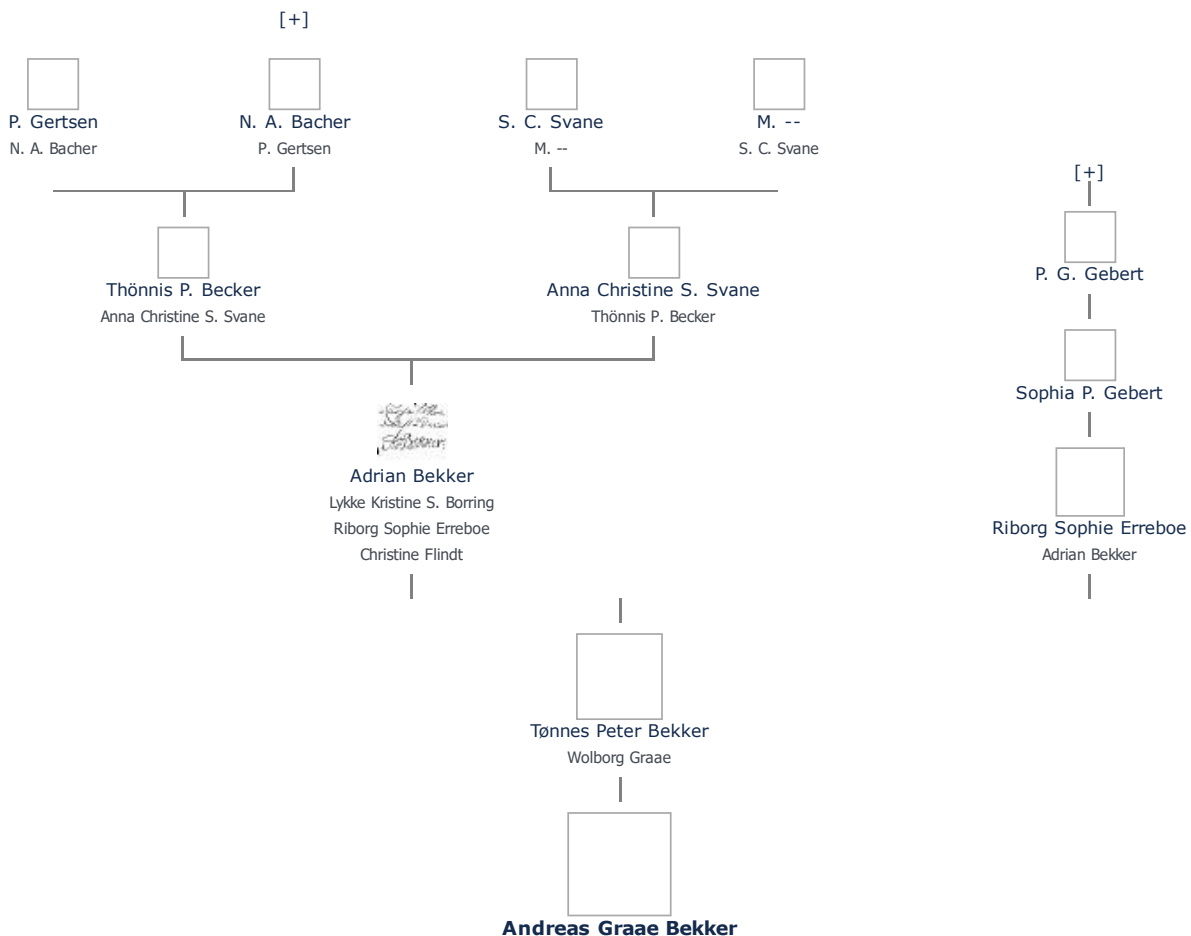 [+]
P. Gertsen
N. A. Bacher
N. A. Bacher
P. Gertsen
S. C. Svane
M. --
M. --
S. C. Svane
[+]
P. G. Gebert
Thönnis P. Becker
Anna Christine S. Svane
Anna Christine S. Svane
Thönnis P. Becker
Sophia P. Gebert
Adrian Bekker
Lykke Kristine S. Borring
Riborg Sophie Erreboe
Christine Flindt
Riborg Sophie Erreboe
Adrian Bekker
Tønnes Peter Bekker
Wolborg Graae
Andreas Graae Bekker